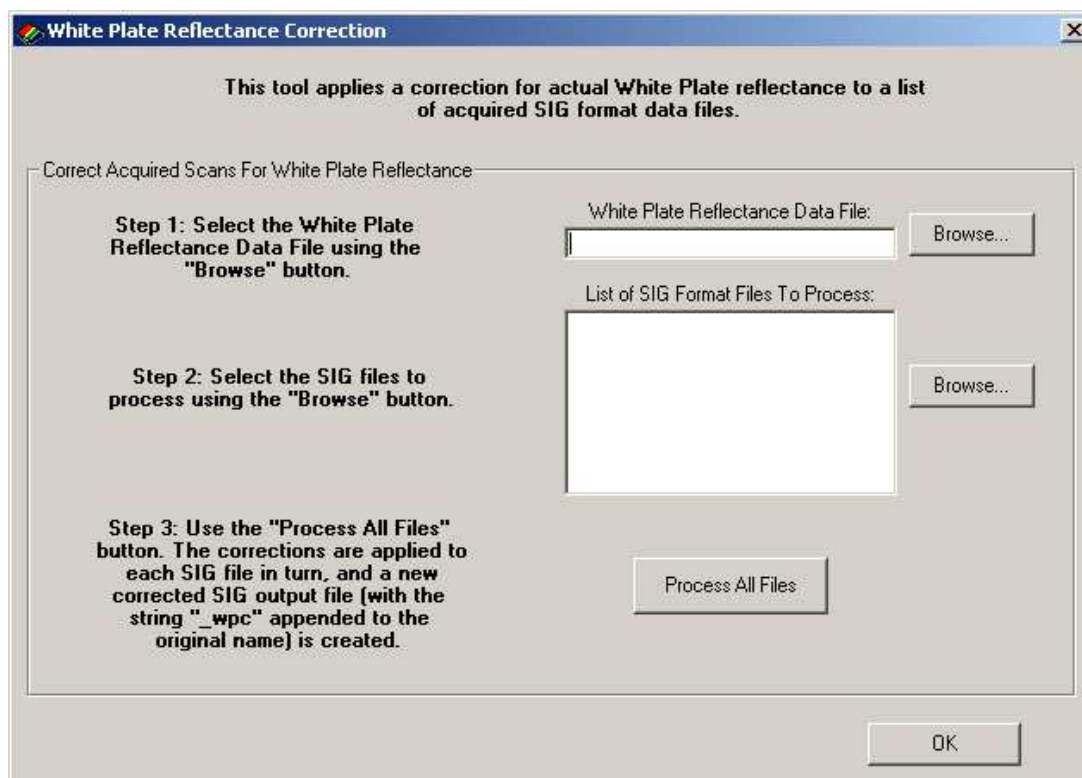 White Plate Reflectance Correction
This tool applies a correction for actual White Plate reflectance to a list
of acquired SIG format data files.
Correct Acquired Scans For White Plate Reflectance
Step 1: Select the White Plate
Reflectance Data File using the
"Browse" button.
White Plate Reflectance Data File:
Browse...
List of SIG Format Files To Process:
Step 2: Select the SIG files to
process using the "Browse" button.
Browse...
Step 3: Use the "Process All Files"
button. The corrections are applied to
each SIG file in turn, and a new
corrected SIG output file (with the
string "_wpc" appended to the
original name) is created.
Process All Files
OK